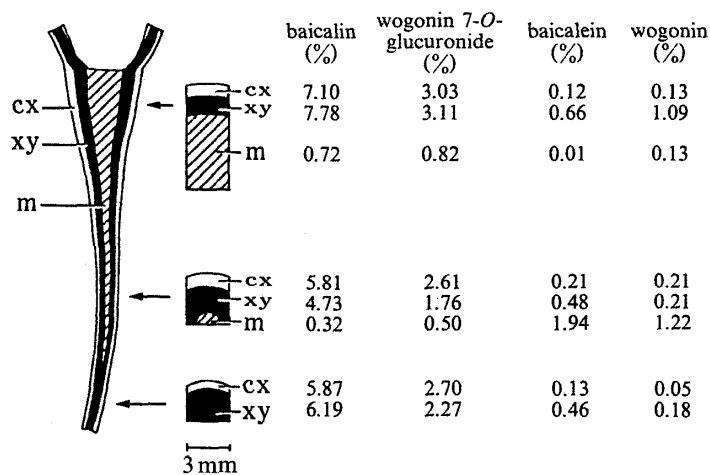 baicalin (%) wogonin 7-O-glucuronide (%) baicalein (%) wogonin (%)
cx 7.10 3.03 0.12 0.13
cx xy 7.78 3.11 0.66 1.09
xy
m 0.72 0.82 0.01 0.13
m
cx 5.81 2.61 0.21 0.21
xy 4.73 1.76 0.48 0.21
m 0.32 0.50 1.94 1.22
cx 5.87 2.70 0.13 0.05
xy 6.19 2.27 0.46 0.18
3 mm